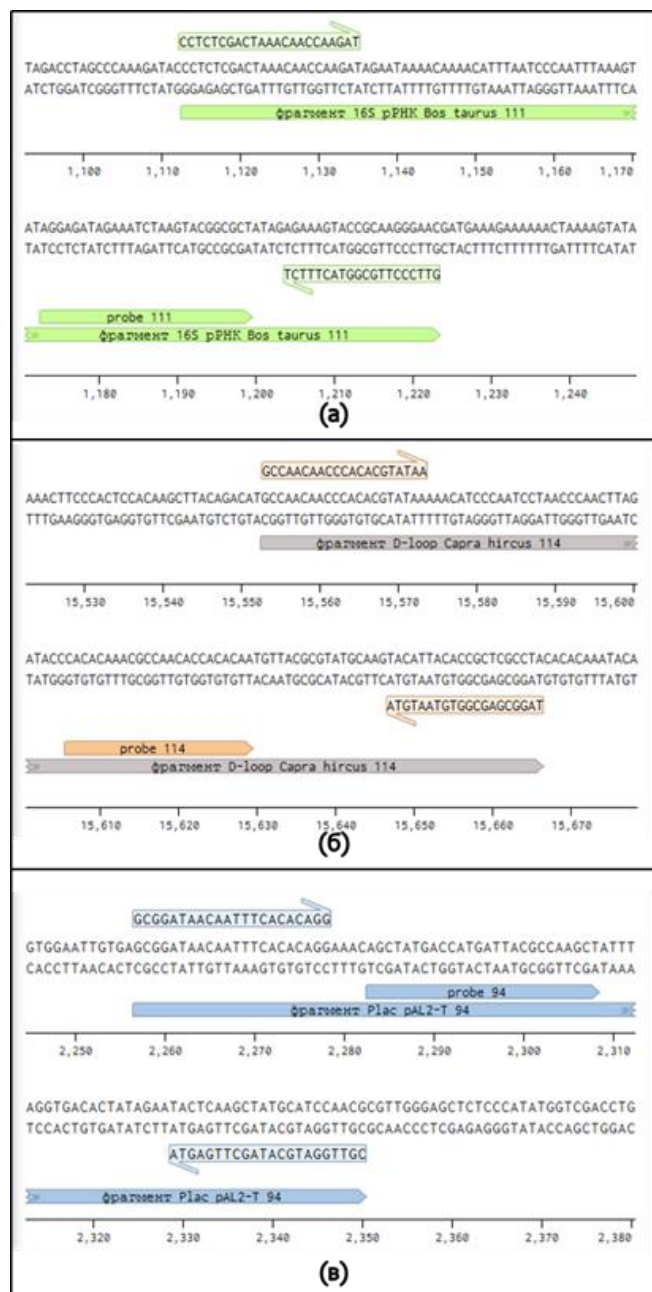 CCTCTCGACTAAACAACCAAGAT
TAGACCTAGCCCAAAGATACCCTCTCGACTAAACAACCAAGATAGAATAAAACAAAACATTTAATCCCAATTTAAAGT
ATCTGGATCGGGTTTCTATGGGAGAGCTGATTTGTTGGTTCTATCTTATTTTGTTTTGTAAATTAGGGTTAAATTTCA
фрагмент 16S рРНК Bos taurus 111
1,100 1,110 1,120 1,130 1,140 1,150 1,160 1,170
ATAGGAGATAGAAATCTAAGTACGGCGCTATAGAGAAAGTACCGCAAGGGAACGATGAAAGAAAAAACTAAAAGTATA
TATCCTCTATCTTTAGATTCATGCCGCGATATCTCTTTCATGGCGTTCCCTTGCTACTTTCTTTTTTGATTTTCATAT
TCTTTCATGGCGTTCCCTTG
probe 111
фрагмент 16S рРНК Bos taurus 111
1,180 1,190 1,200 1,210 1,220 1,230 1,240
(а)
GCCAACAACCCACACGTATAA
AAACTTCCCACTCCACAAGCTTACAGACATGCCAACAACCCACACGTATAAAAACATCCCAATCCTAACCCAACTTAG
TTTGAAGGGTGAGGTGTTCGAATGTCTGTACGGTTGTTGGGTGTGCATATTTTTGTAGGGTTAGGATTGGGTTGAATC
фрагмент D-loop Capra hircus 114
15,530 15,540 15,550 15,560 15,570 15,580 15,590 15,600
ATACCCACACAAACGCCAACACCACACAATGTTACGCGTATGCAAGTACATTACACCGCTCGCCTACACACAAATACA
TATGGGTGTGTTTGCGGTTGTGGTGTGTTACAATGCGCATACGTTCATGTAATGTGGCGAGCGGATGTGTGTTTATGT
ATGTAATGTGGCGAGCGGAT
probe 114
фрагмент D-loop Capra hircus 114
15,610 15,620 15,630 15,640 15,650 15,660 15,670
(б)
GCGGATAACAATTTCACACAGG
GTGGAATTGTGAGCGGATAACAATTTCACACAGGAAACAGCTATGACCATGATTACGCCAAGCTATTT
CACCTTAACACTCGCCTATTGTTAAAGTGTGTCCTTTGTCGATACTGGTACTAATGCGGTTCGATAAA
probe 94
фрагмент Plac pAL2-T 94
2,250 2,260 2,270 2,280 2,290 2,300 2,310
AGGTGACACTATAGAATACTCAAGCTATGCATCCAACGCGTTGGGAGCTCTCCCATATGGTCGACCTG
TCCACTGTGATATCTTATGAGTTCGATACGTAGGTTGCGCAACCCTCGAGAGGGTATACCAGCTGGAC
ATGAGTTCGATACGTAGGTTGC
фрагмент Plac pAL2-T 94
2,320 2,330 2,340 2,350 2,360 2,370 2,380
(в)